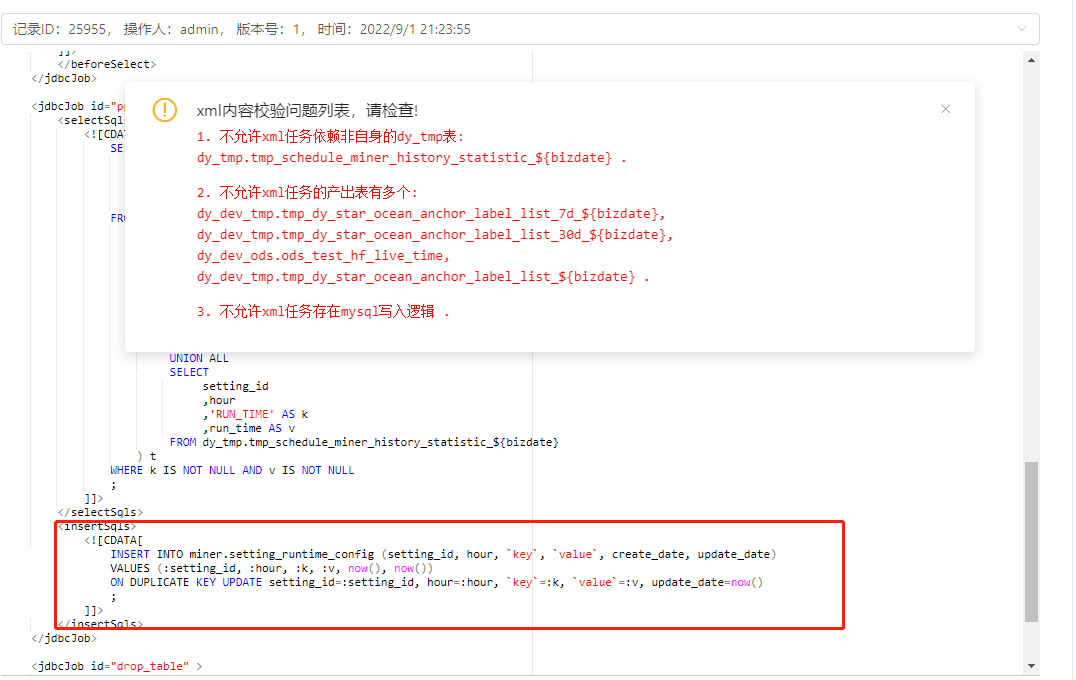 记录ID：25955， 操作人：admin， 版本号：1， 时间：2022/9/1 21:23:55
]]>
</beforeSelect>
</jdbcJob>
<jdbcJob id="pp
<selectSqls
<![CDAT
SE
FRO
xml内容校验问题列表，请检查!
1. 不允许xml任务依赖非自身的dy_tmp表:
dy_tmp.tmp_schedule_miner_history_statistic_${bizdate} .
2. 不允许xml任务的产出表有多个:
dy_dev_tmp.tmp_dy_star_ocean_anchor_label_list_7d_${bizdate},
dy_dev_tmp.tmp_dy_star_ocean_anchor_label_list_30d_${bizdate},
dy_dev_ods.ods_test_hf_live_time,
dy_dev_tmp.tmp_dy_star_ocean_anchor_label_list_${bizdate} .
3. 不允许xml任务存在mysql写入逻辑 .
UNION ALL
SELECT
setting_id
,hour
,'RUN_TIME' AS k
,run_time AS v
FROM dy_tmp.tmp_schedule_miner_history_statistic_${bizdate}
) t
WHERE k IS NOT NULL AND v IS NOT NULL
;
]]>
</selectSqls>
<insertSqls>
<![CDATA[
INSERT INTO miner.setting_runtime_config (setting_id, hour, `key`, `value`, create_date, update_date)
VALUES (:setting_id, :hour, :k, :v, now(), now())
ON DUPLICATE KEY UPDATE setting_id=:setting_id, hour=:hour, `key`=:k, `value`=:v, update_date=now()
;
]]>
</insertSqls>
</jdbcJob>
<jdbcJob id="drop_table" >